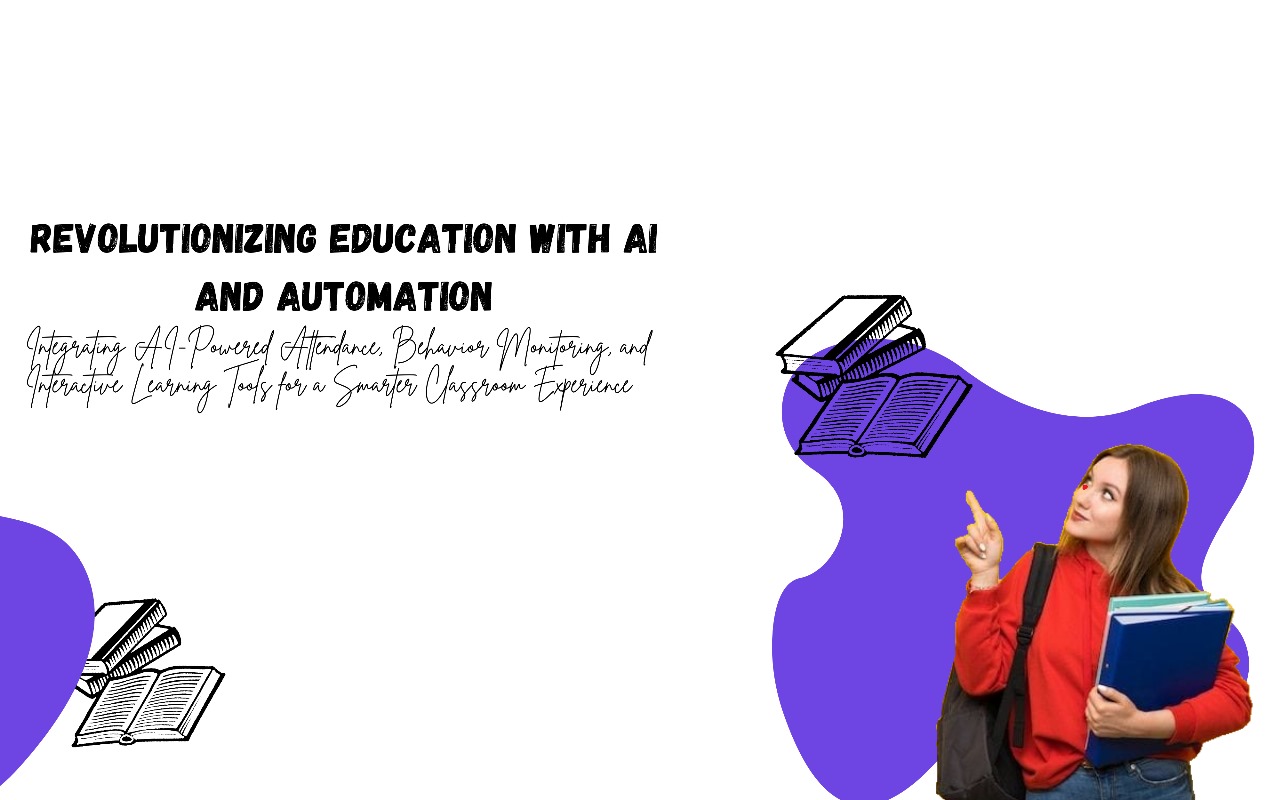 REVOLUTIONIZING EDUCATION WITH AI
AND AUTOMATION
Integrating AI-Powered Attendance, Behavior Monitoring, and
Interactive Learning Tools for a Smarter Classroom Experience